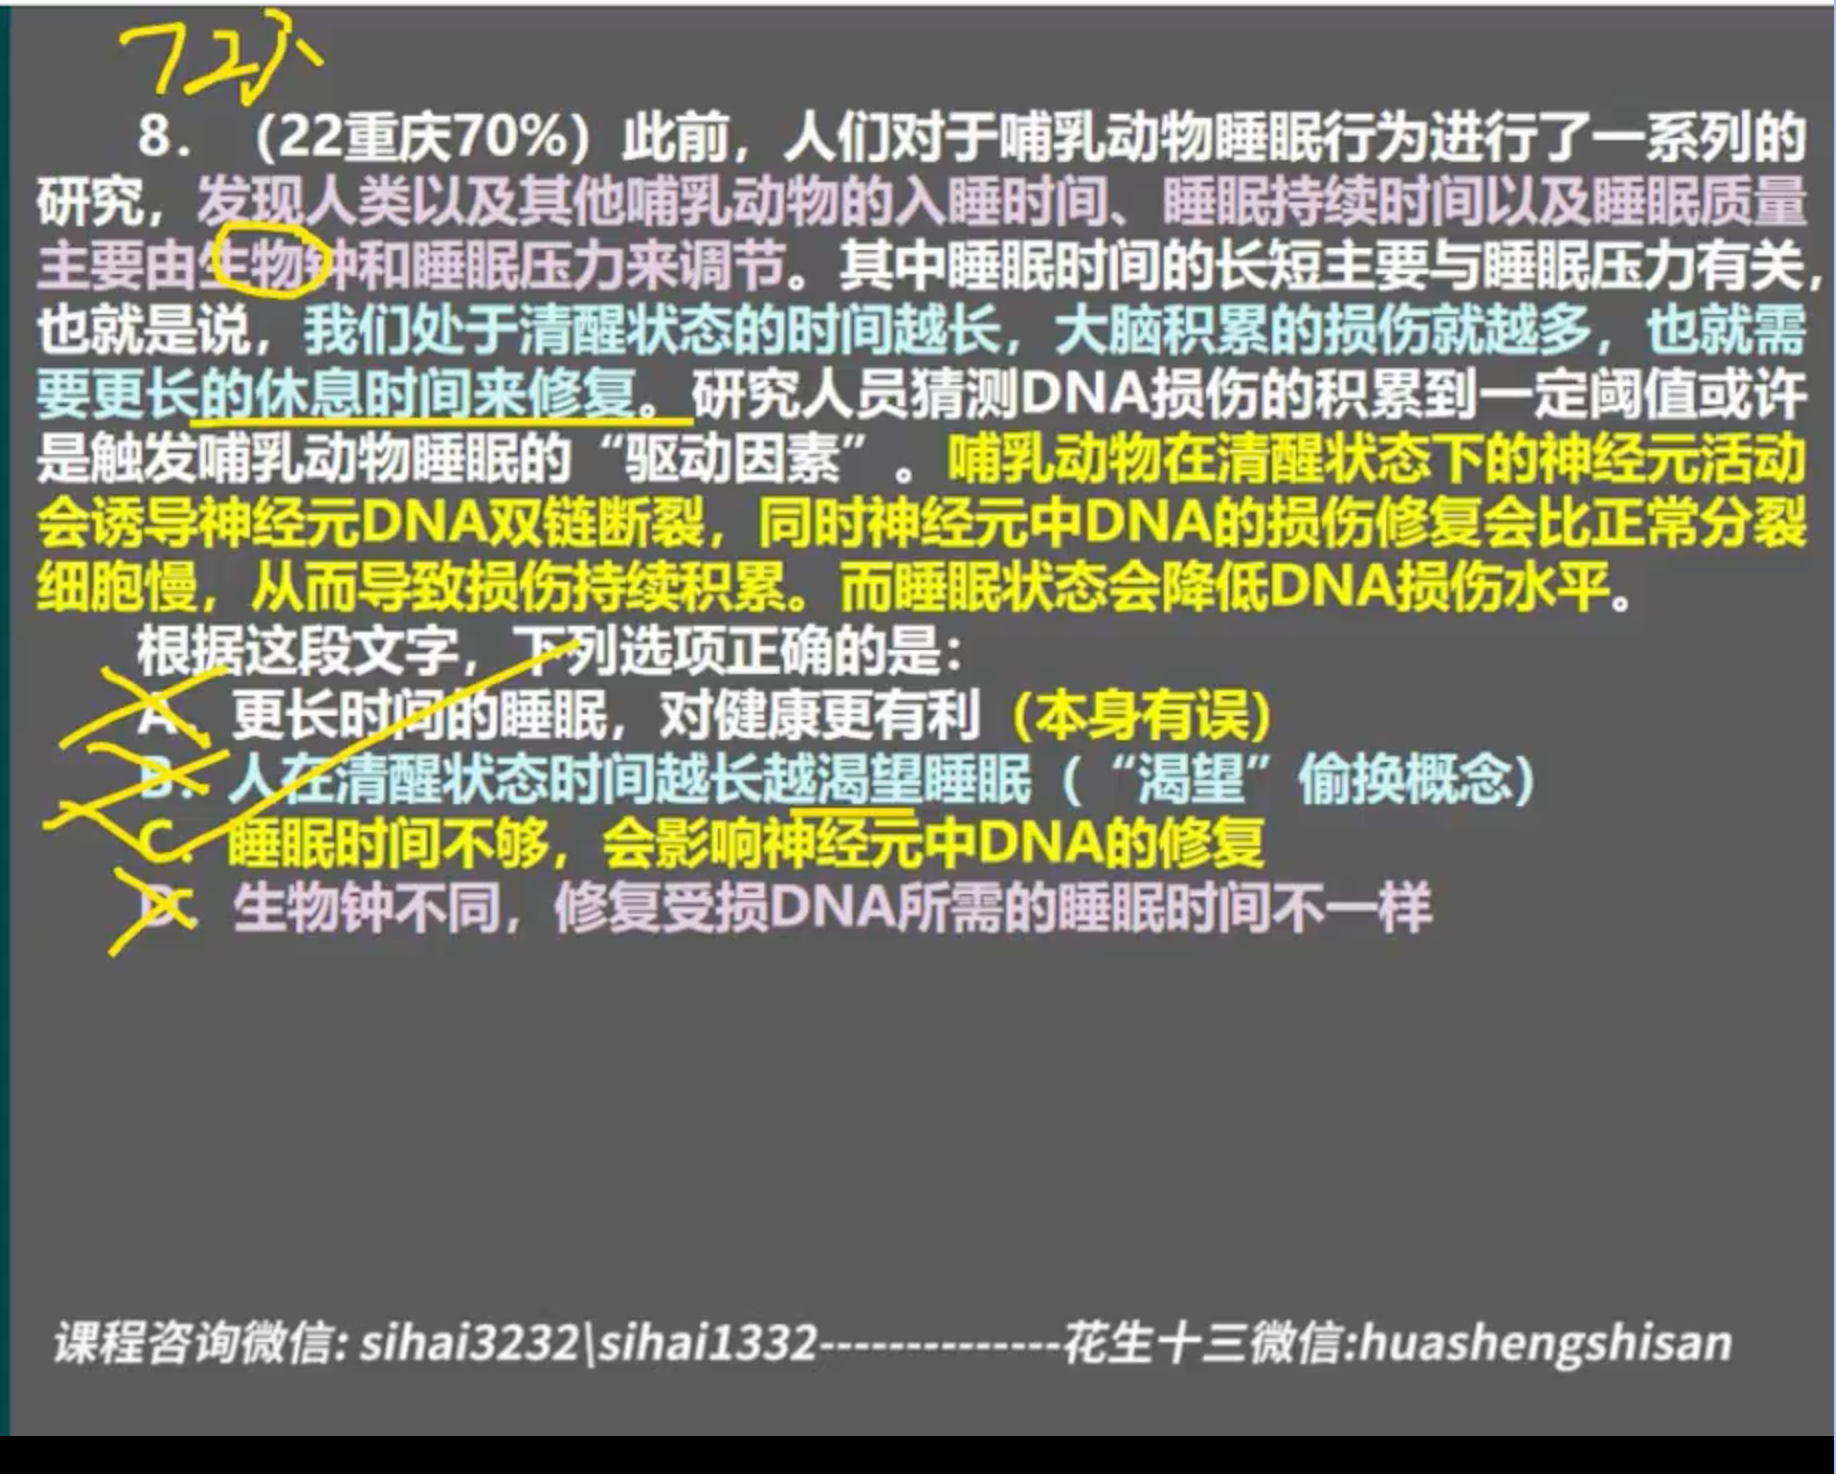 72小
8. （22重庆70%）此前，人们对于哺乳动物睡眠行为进行了一系列的
研究，发现人类以及其他哺乳动物的入睡时间、睡眠持续时间以及睡眠质量
主要由生物钟和睡眠压力来调节。其中睡眠时间的长短主要与睡眠压力有关，
也就是说，我们处于清醒状态的时间越长，大脑积累的损伤就越多，也就需
要更长的休息时间来修复。研究人员猜测DNA损伤的积累到一定阈值或许
是触发哺乳动物睡眠的“驱动因素”。哺乳动物在清醒状态下的神经元活动
会诱导神经元DNA双链断裂，同时神经元中DNA的损伤修复会比正常分裂
细胞慢，从而导致损伤持续积累。而睡眠状态会降低DNA损伤水平。
根据这段文字，下列选项正确的是：
A. 更长时间的睡眠，对健康更有利（本身有误）
B. 人在清醒状态时间越长越渴望睡眠（“渴望”偷换概念）
C. 睡眠时间不够，会影响神经元中DNA的修复
D. 生物钟不同，修复受损DNA所需的睡眠时间不一样
课程咨询微信: sihai3232\sihai1332--------------花生十三微信:huashengshisan